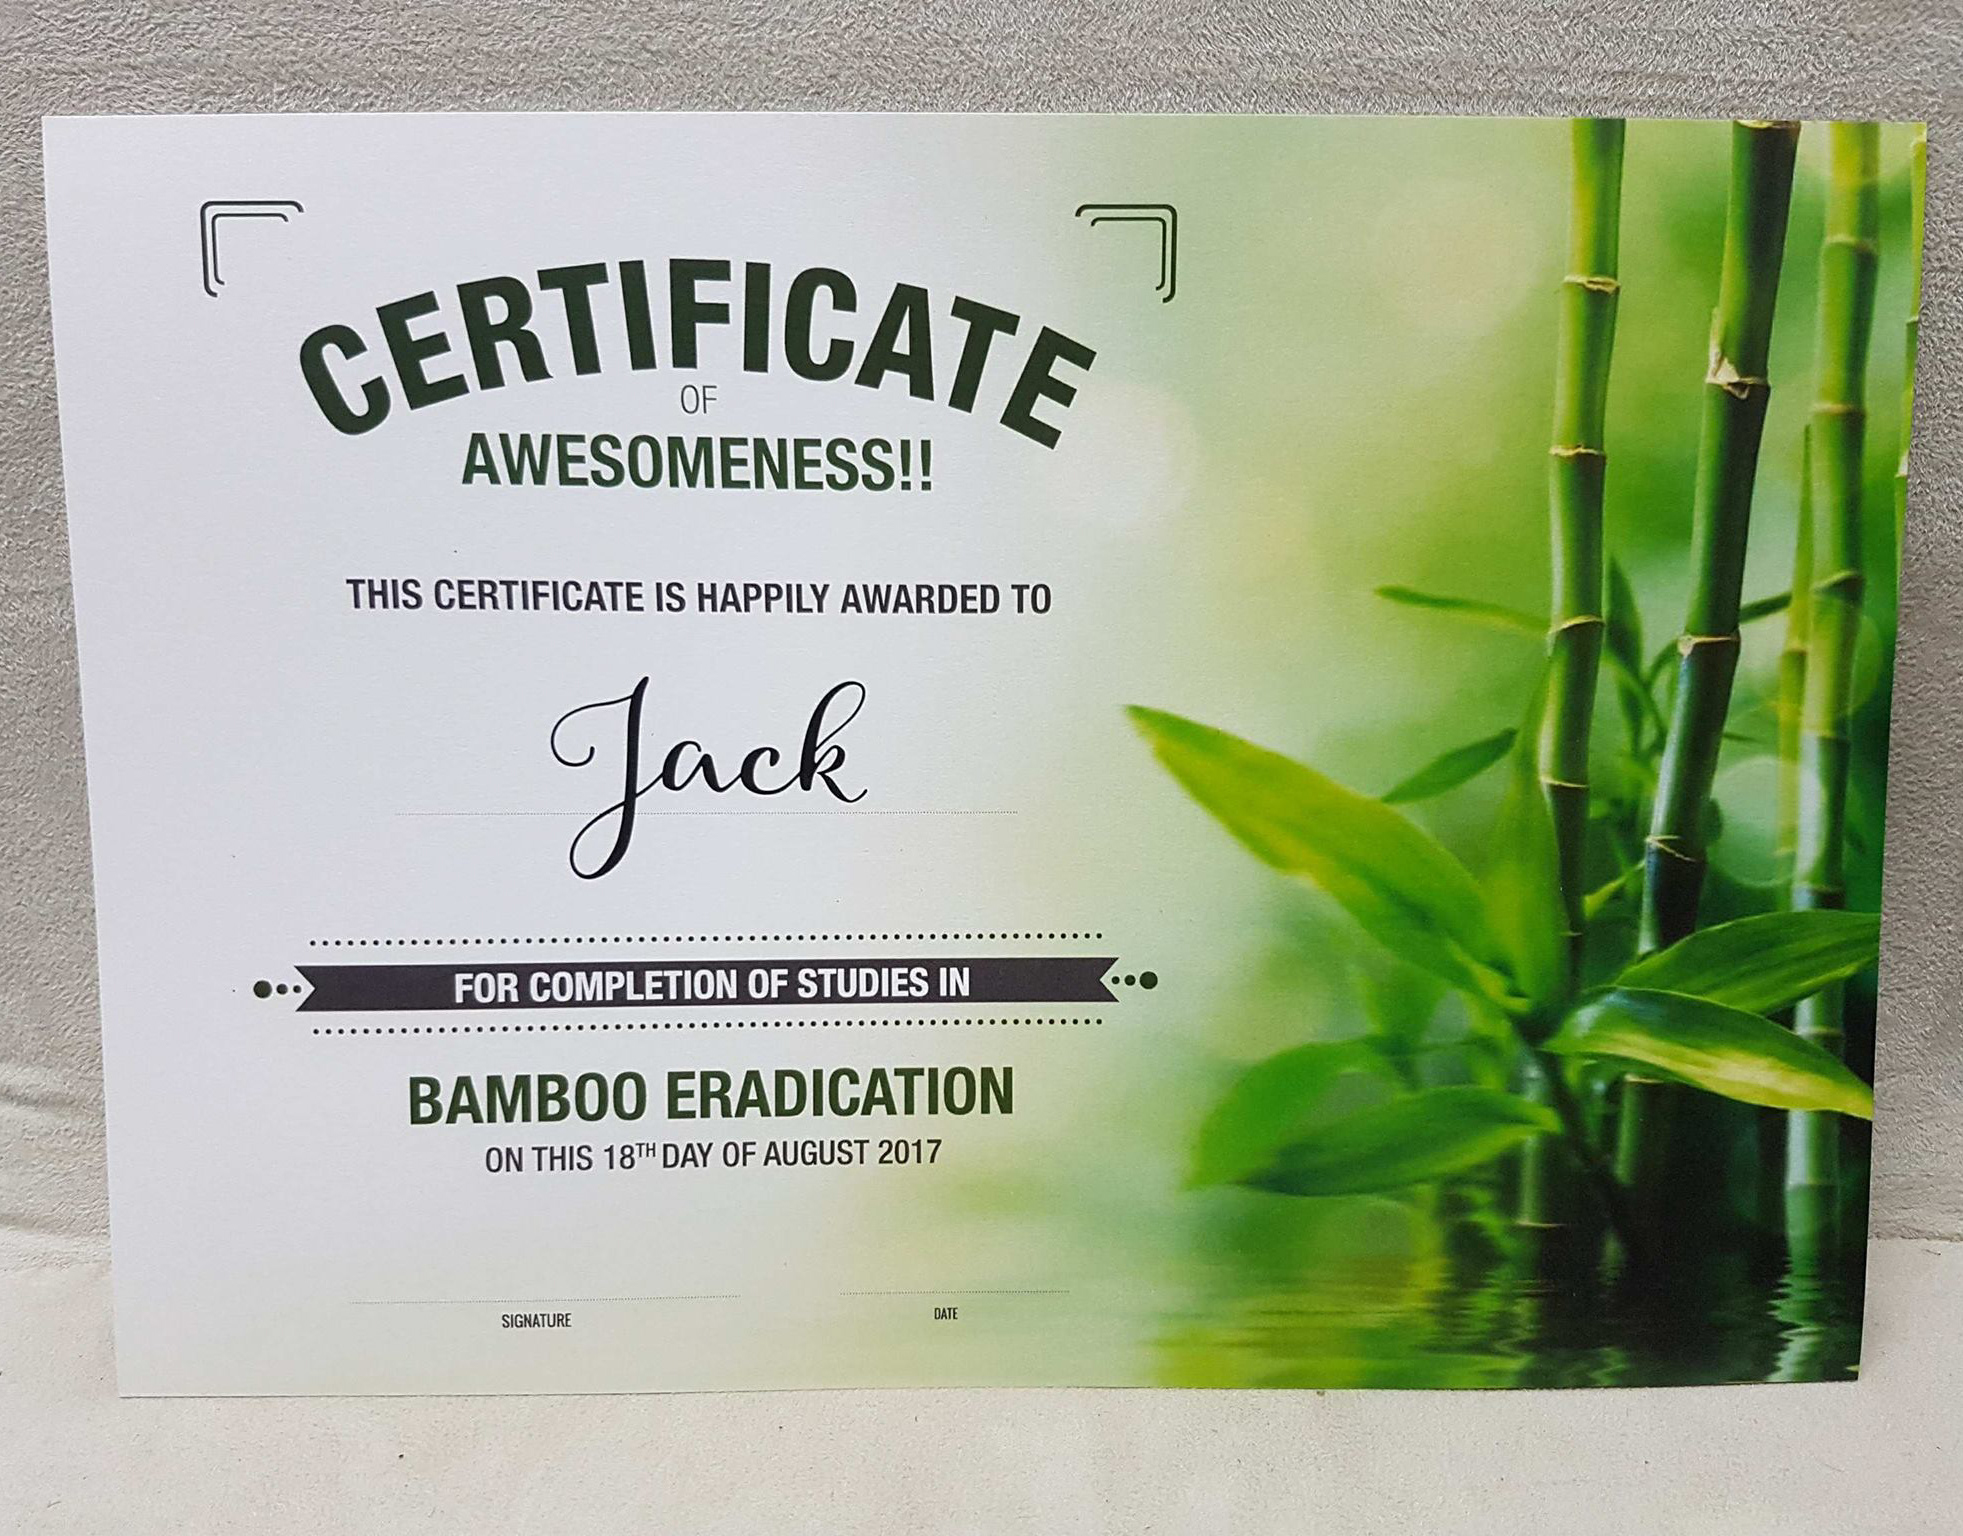 CERTIFICATE
OF
AWESOMENESS!!
THIS CERTIFICATE IS HAPPILY AWARDED TO
Jack
FOR COMPLETION OF STUDIES IN
BAMBOO ERADICATION
ON THIS 18TH DAY OF AUGUST 2017
SIGNATURE
DATE